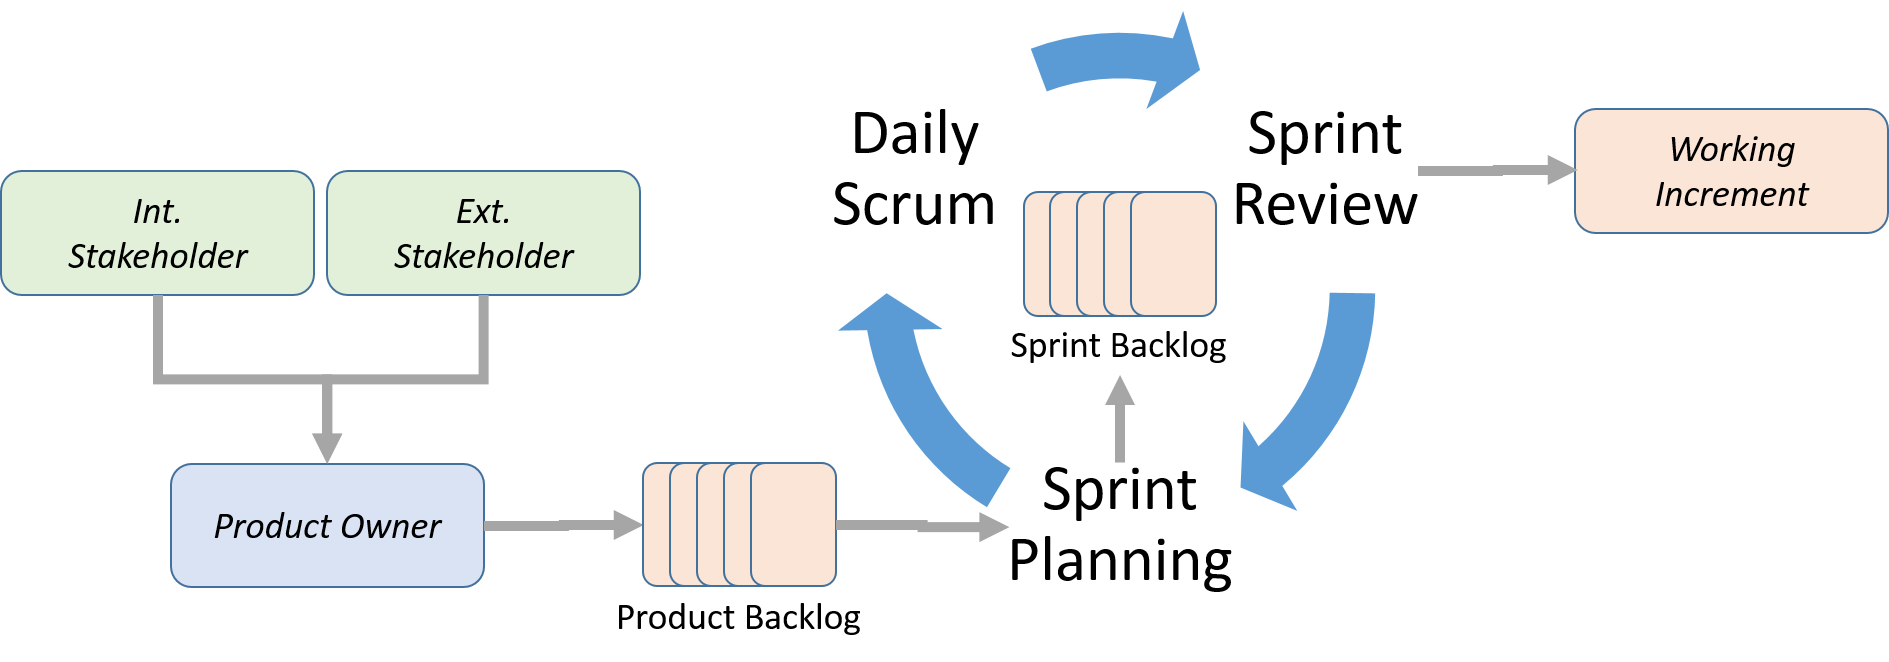 Int.
Stakeholder
Ext.
Stakeholder
Product Owner
Product Backlog
Daily
Scrum
Sprint
Review
Sprint Backlog
Sprint
Planning
Working
Increment